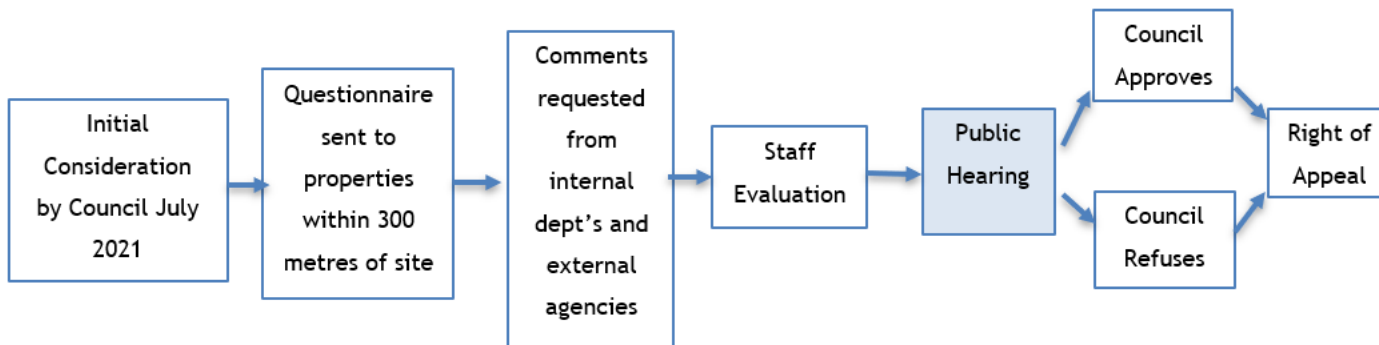 Initial
Consideration
by Council July
2021
Questionnaire
sent to
properties
within 300
metres of site
Comments
requested
from
internal
dept’s and
external
agencies
Staff
Evaluation
Public
Hearing
Council
Approves
Council
Refuses
Right of
Appeal